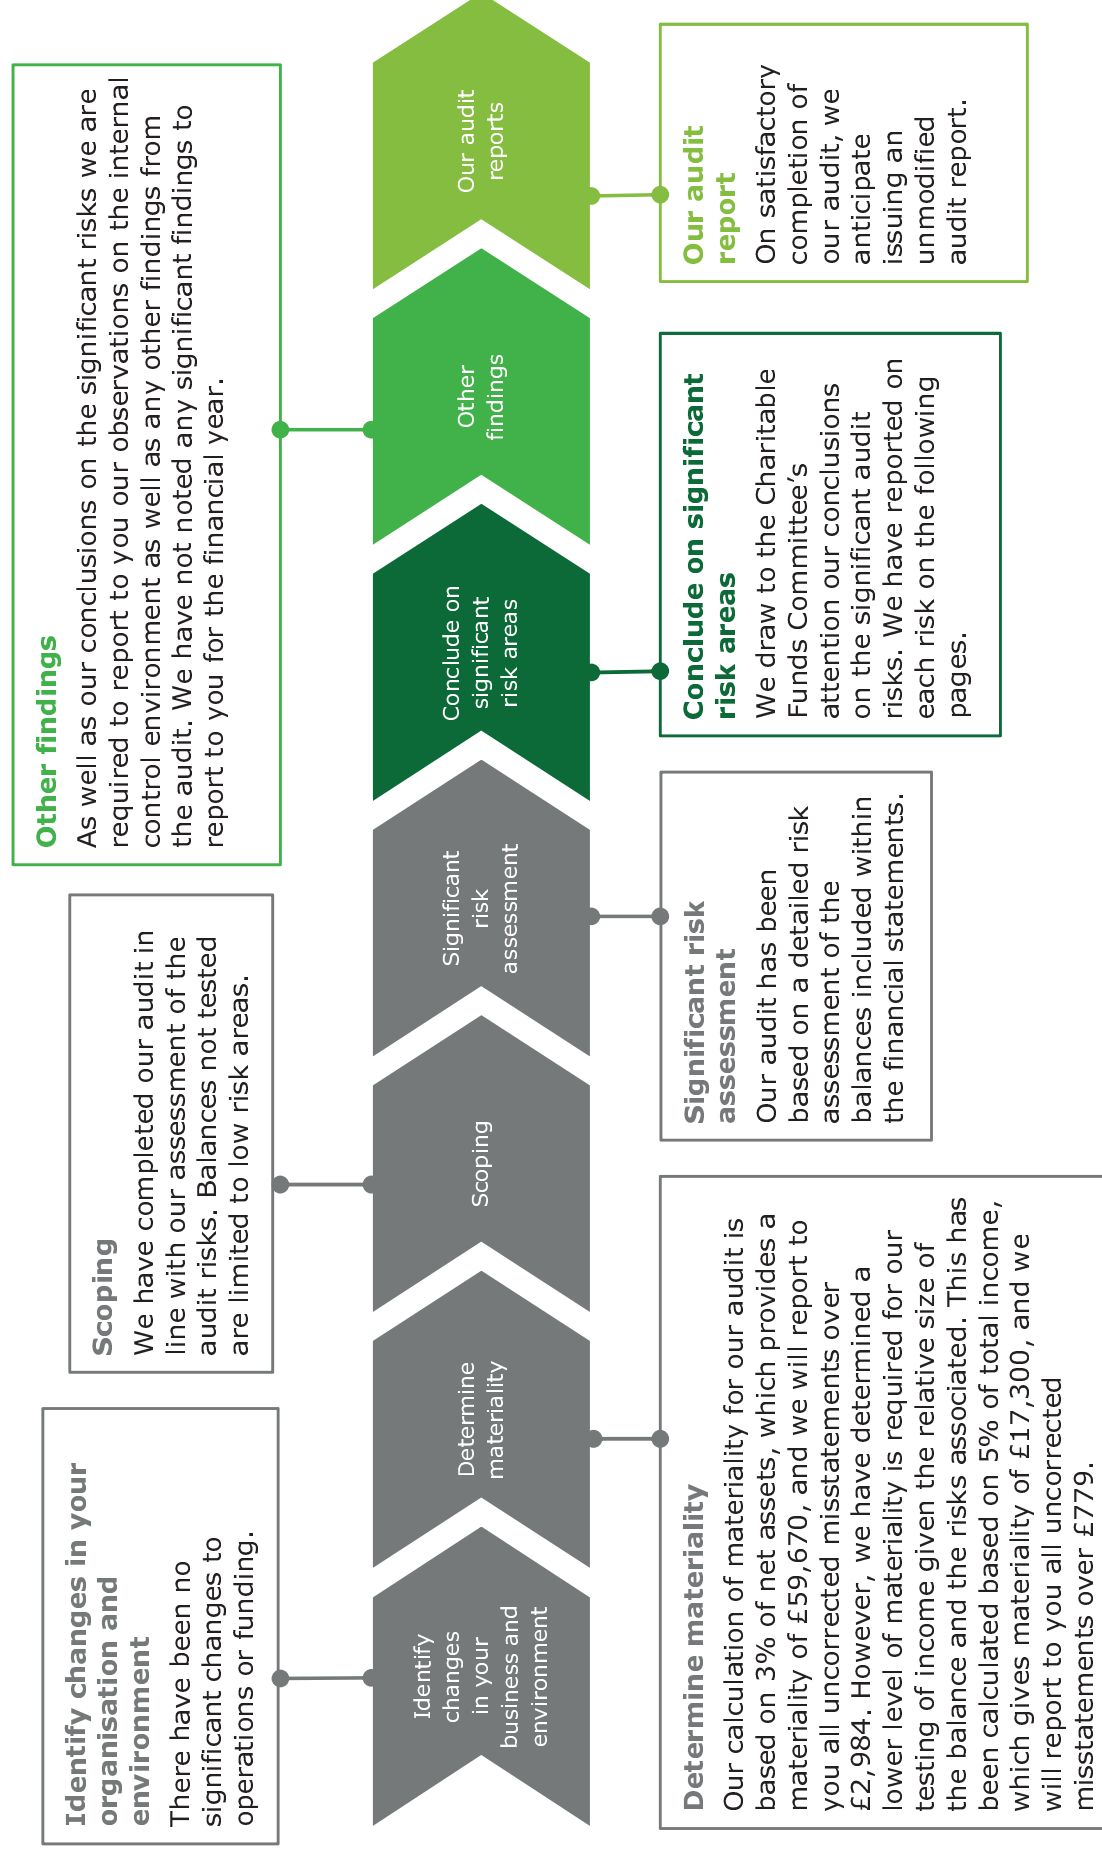 Identify changes in your
organisation and
environment
There have been no
significant changes to
operations or funding.
Scoping
We have completed our audit in
line with our assessment of the
audit risks. Balances not tested
are limited to low risk areas.
Other findings
As well as our conclusions on the significant risks we are
required to report to you our observations on the internal
control environment as well as any other findings from
the audit. We have not noted any significant findings to
report to you for the financial year.
Identify
changes
in your
business and
environment
Determine
materiality
Scoping
Significant
risk
assessment
Conclude on
significant
risk areas
Other
findings
Our audit
reports
Determine materiality
Our calculation of materiality for our audit is
based on 3% of net assets, which provides a
materiality of £59,670, and we will report to
you all uncorrected misstatements over
£2,984. However, we have determined a
lower level of materiality is required for our
testing of income given the relative size of
the balance and the risks associated. This has
been calculated based on 5% of total income,
which gives materiality of £17,300, and we
will report to you all uncorrected
misstatements over £779.
Significant risk
assessment
Our audit has been
based on a detailed risk
assessment of the
balances included within
the financial statements.
Conclude on significant
risk areas
We draw to the Charitable
Funds Committee’s
attention our conclusions
on the significant audit
risks. We have reported on
each risk on the following
pages.
Our audit
report
On satisfactory
completion of
our audit, we
anticipate
issuing an
unmodified
audit report.